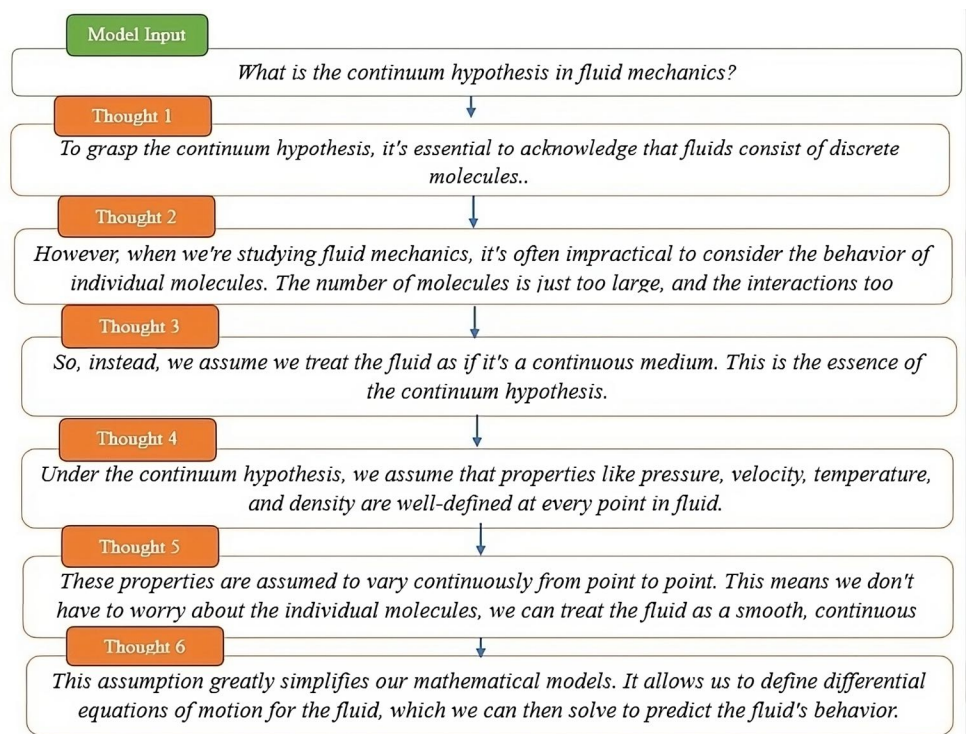 Model Input
What is the continuum hypothesis in fluid mechanics?
Thought 1
To grasp the continuum hypothesis, it's essential to acknowledge that fluids consist of discrete
molecules..
Thought 2
However, when we're studying fluid mechanics, it's often impractical to consider the behavior of
individual molecules. The number of molecules is just too large, and the interactions too
Thought 3
So, instead, we assume we treat the fluid as if it's a continuous medium. This is the essence of
the continuum hypothesis.
Thought 4
Under the continuum hypothesis, we assume that properties like pressure, velocity, temperature,
and density are well-defined at every point in fluid.
Thought 5
These properties are assumed to vary continuously from point to point. This means we don't
have to worry about the individual molecules, we can treat the fluid as a smooth, continuous
Thought 6
This assumption greatly simplifies our mathematical models. It allows us to define differential
equations of motion for the fluid, which we can then solve to predict the fluid's behavior.